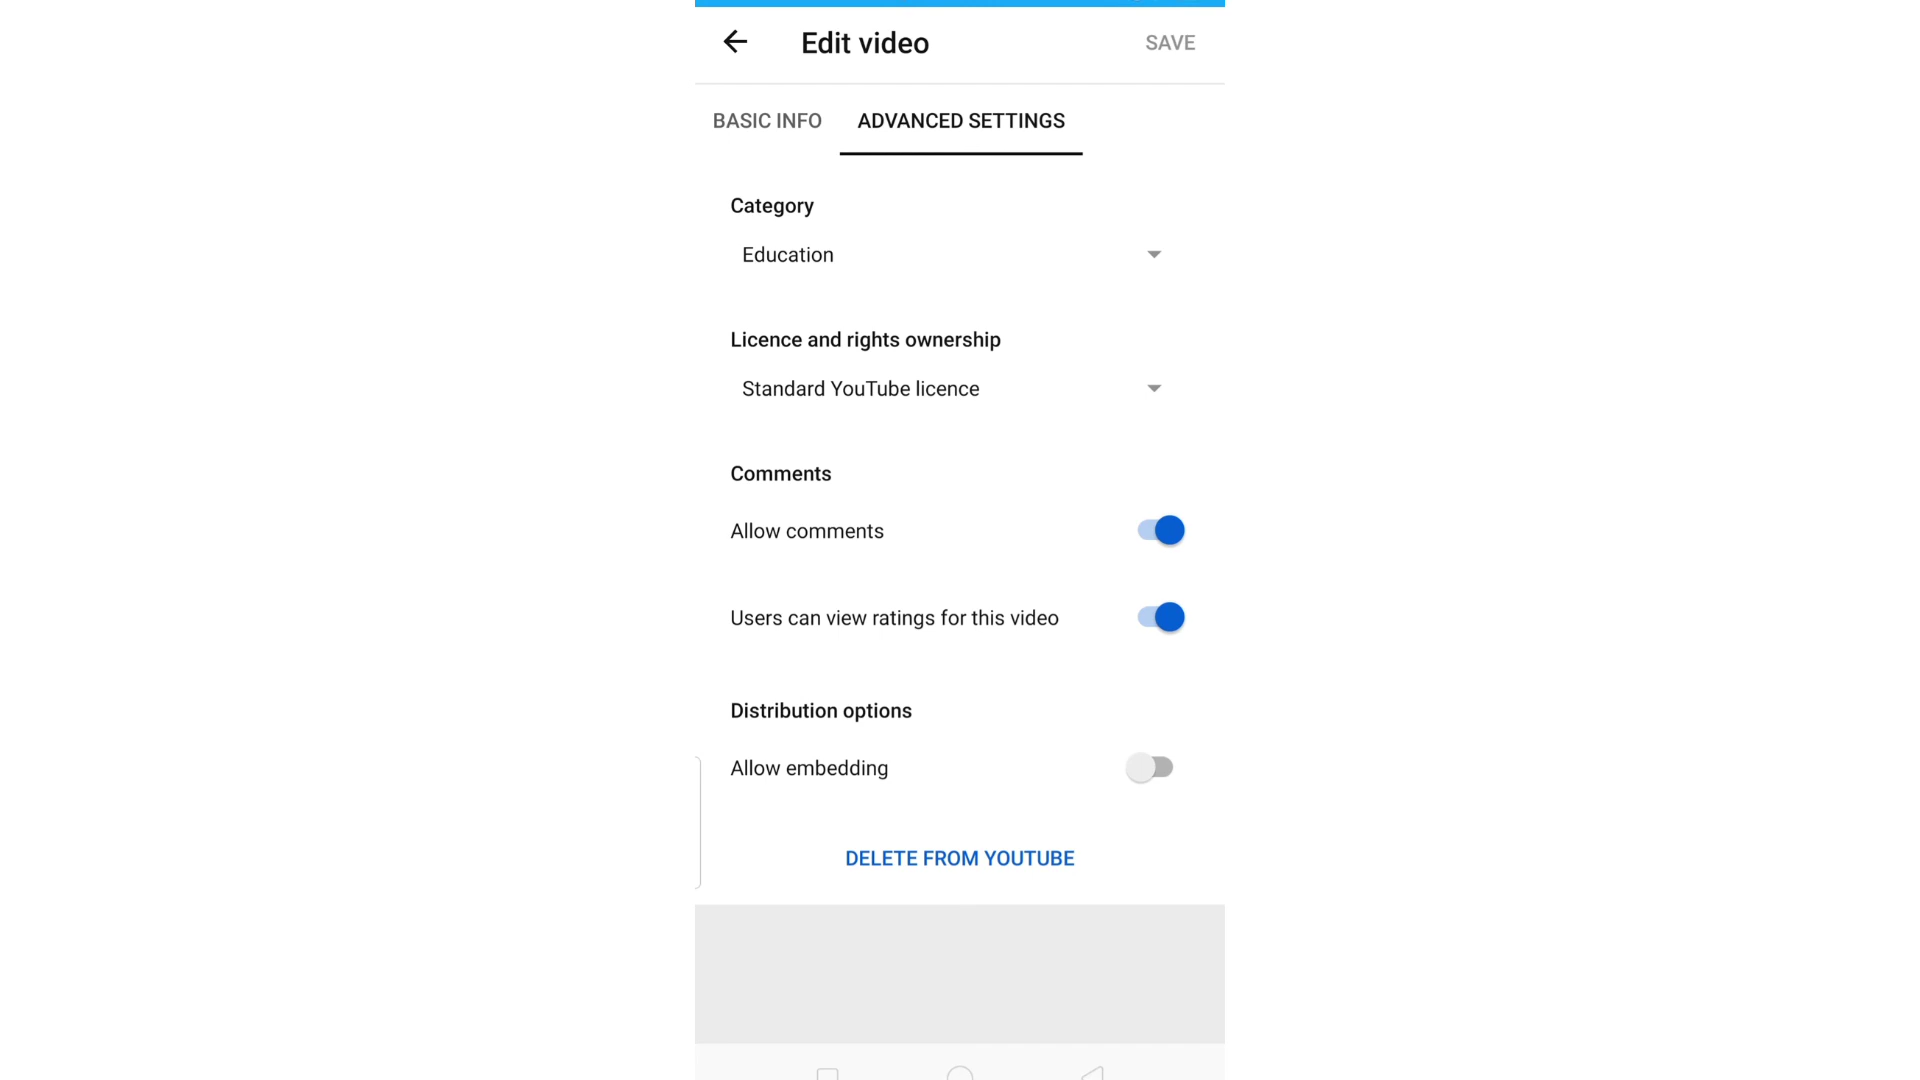 Edit video
SAVE
BASIC INFO
ADVANCED SETTINGS
Category
Education
Licence and rights ownership
Standard YouTube licence
Comments
Allow comments
Users can view ratings for this video
Distribution options
Allow embedding
DELETE FROM YOUTUBE